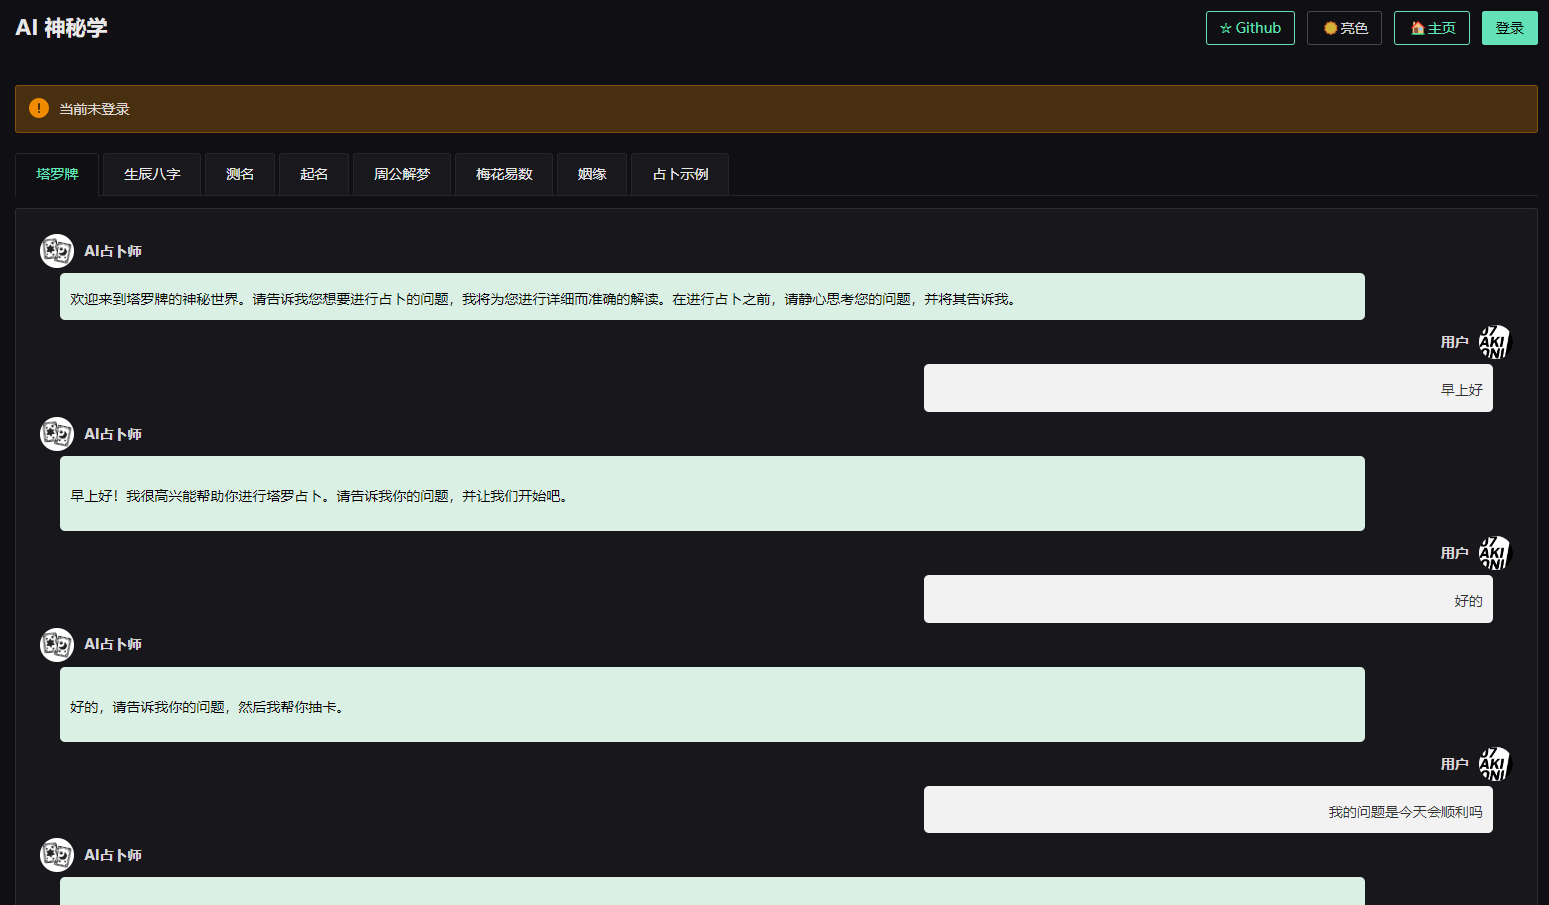 AI 神秘学
☆ Github
亮色
主页
登录
当前未登录
塔罗牌
生辰八字
测名
起名
周公解梦
梅花易数
姻缘
占卜示例
AI占卜师
欢迎来到塔罗牌的神秘世界。请告诉我您想要进行占卜的问题，我将为您进行详细而准确的解读。在进行占卜之前，请静心思考您的问题，并将其告诉我。
用户
早上好
AI占卜师
早上好！我很高兴能帮助你进行塔罗占卜。请告诉我你的问题，并让我们开始吧。
用户
好的
AI占卜师
好的，请告诉我你的问题，然后我帮你抽卡。
用户
我的问题是今天会顺利吗
AI占卜师